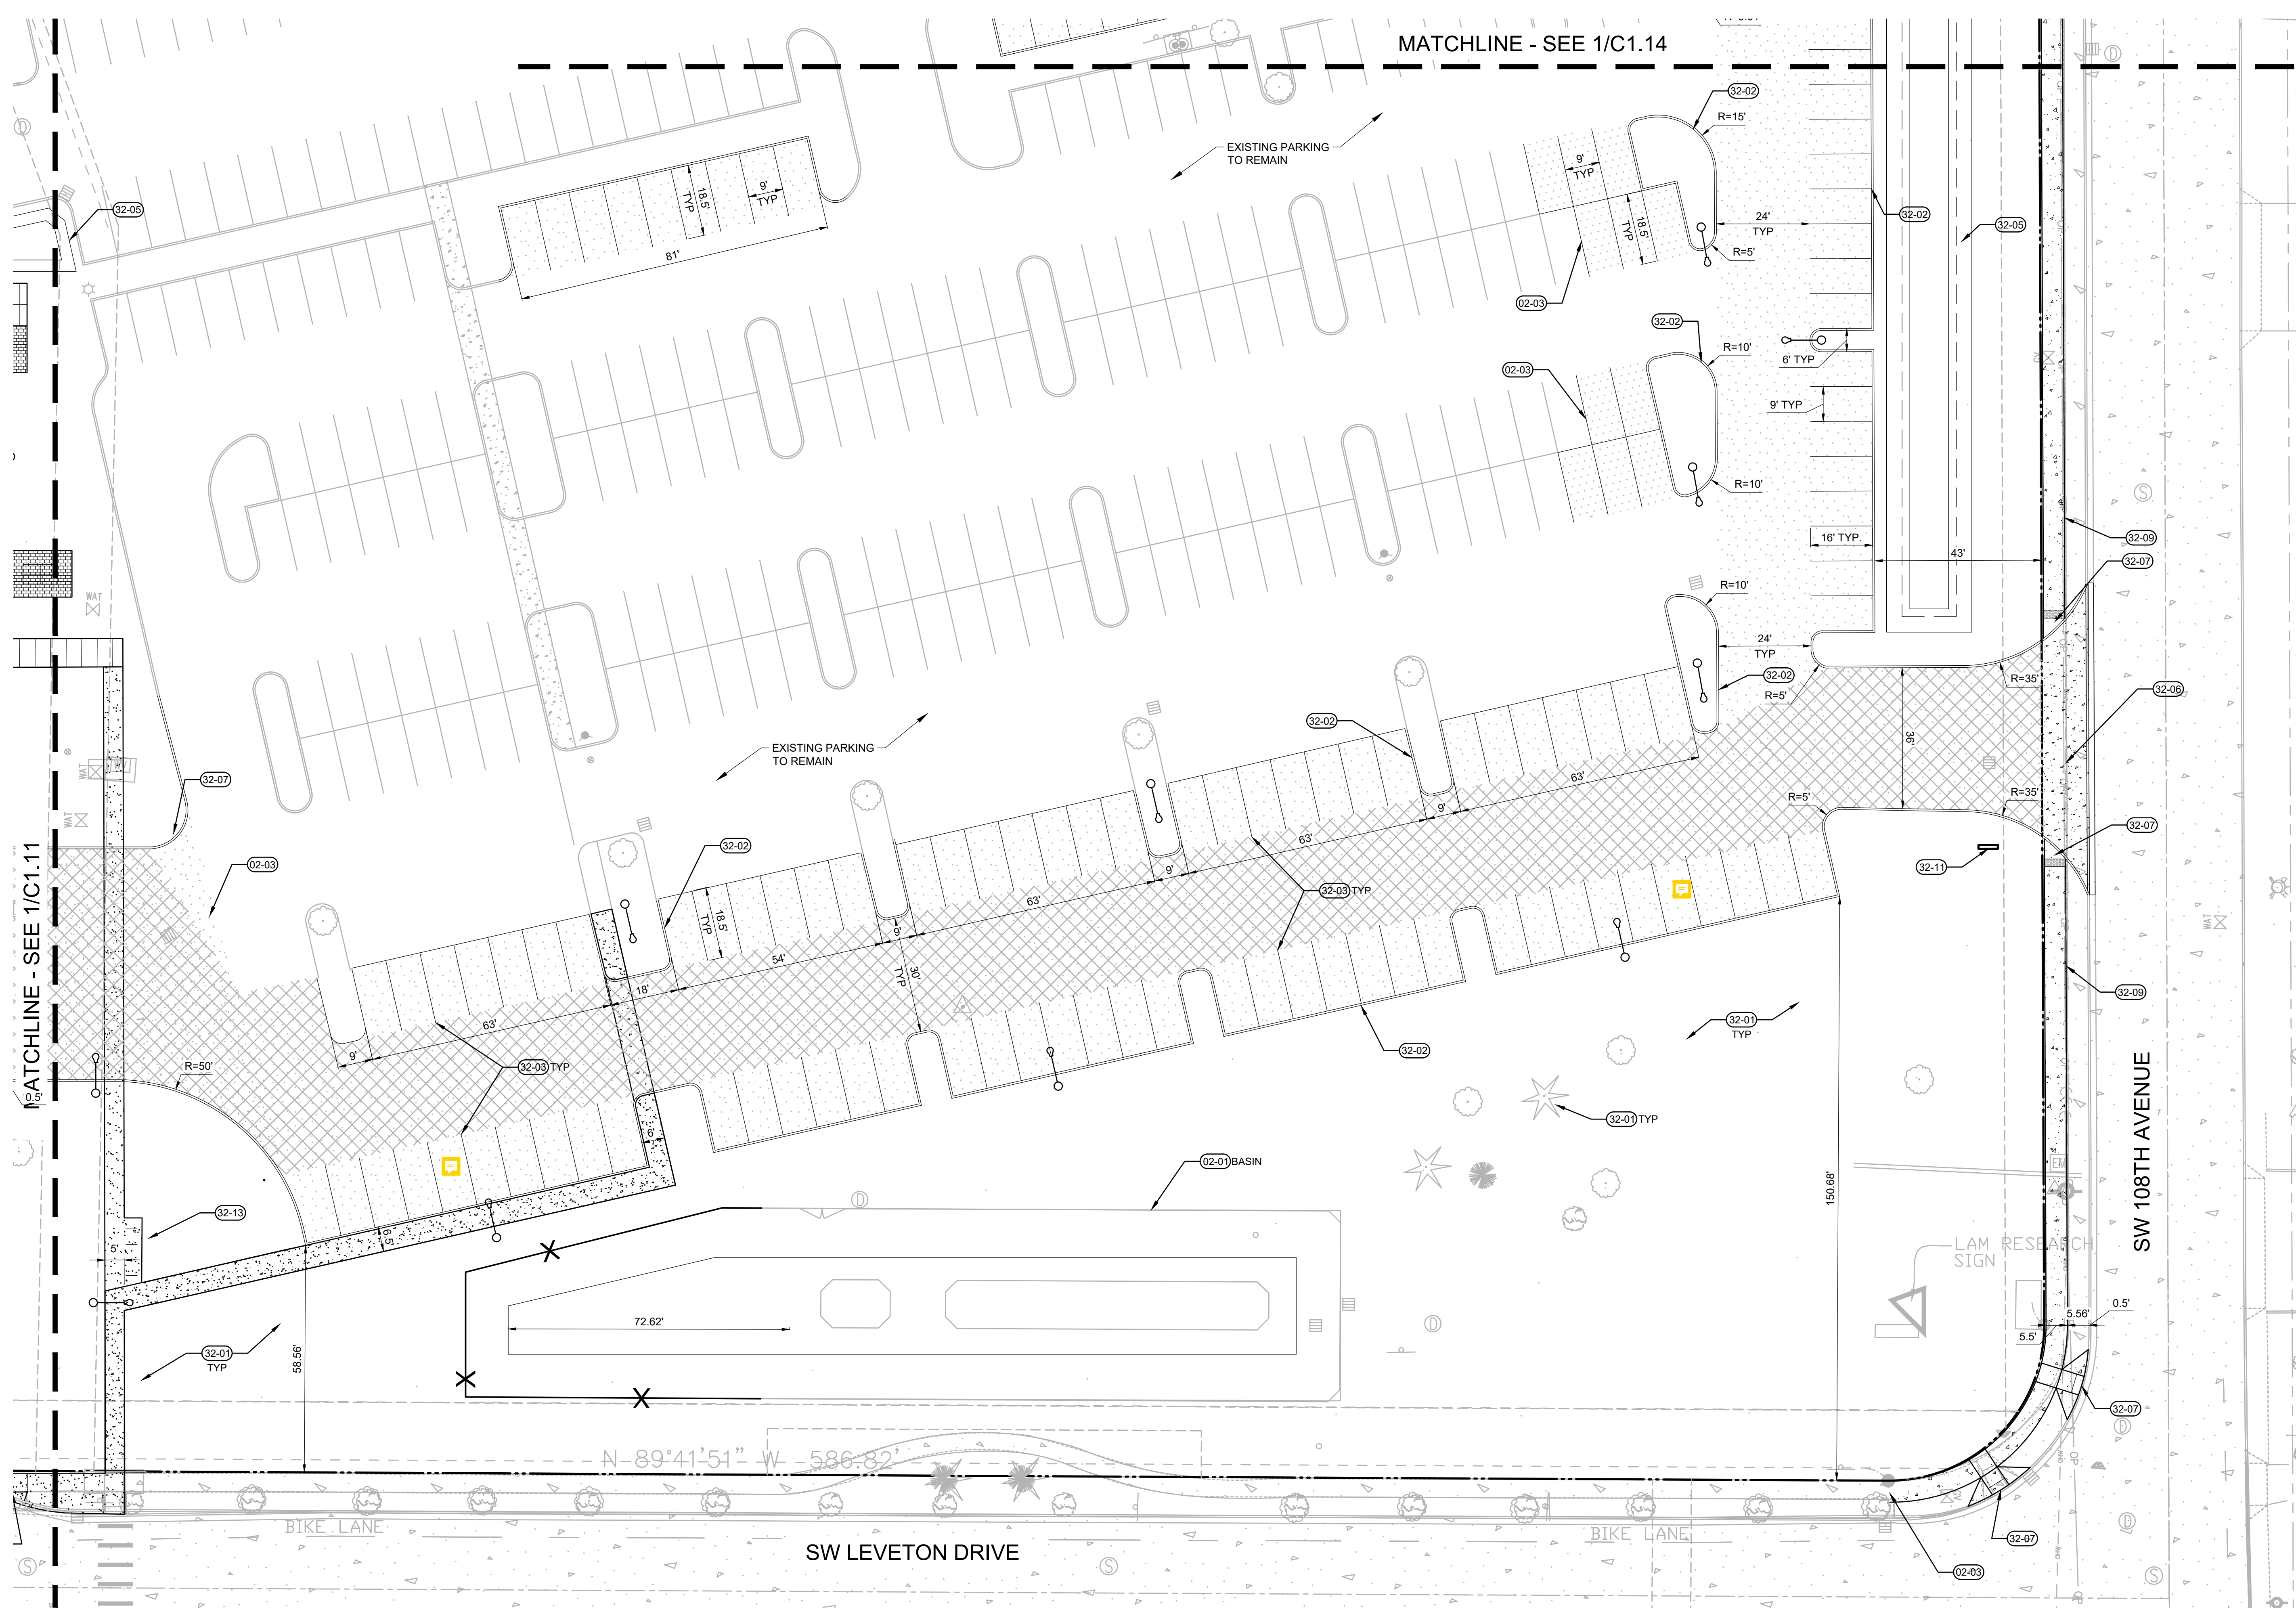 MATCHLINE - SEE 1/C1.14
32-02
R=15'
EXISTING PARKING
TO REMAIN
9'
TYP
18.5'
TYP
9'
TYP
81'
32-05
18.5'
TYP
24'
TYP
32-02
32-05
R=5'
02-03
32-02
R=10'
6' TYP
02-03
9' TYP
R=10'
16' TYP.
43'
32-09
32-07
R=10'
WAT
24'
TYP
32-02
R=5'
R=35'
32-06
32-02
36'
EXISTING PARKING
TO REMAIN
WAT
32-07
63'
9'
R=5'
R=35'
WAT
32-07
32-02
63'
9'
02-03
32-11
MATCHLINE - SEE 1/C1.11
18.5'
TYP
63'
32-03 TYP
WAT
9'
54'
30'
TYP
18'
32-09
63'
9'
32-01
TYP
32-02
R=50'
32-03 TYP
0.5'
32-01 TYP
6'
02-01 BASIN
EM
150.68'
SW 108TH AVENUE
32-13
6.5'
5'
LAM RESEARCH
SIGN
72.62'
0.5'
5.56'
5.5'
32-01
TYP
58.56'
32-07
N-89°41'51" W 586.82'
BIKE LANE
BIKE LANE
32-07
SW LEVETON DRIVE
02-03